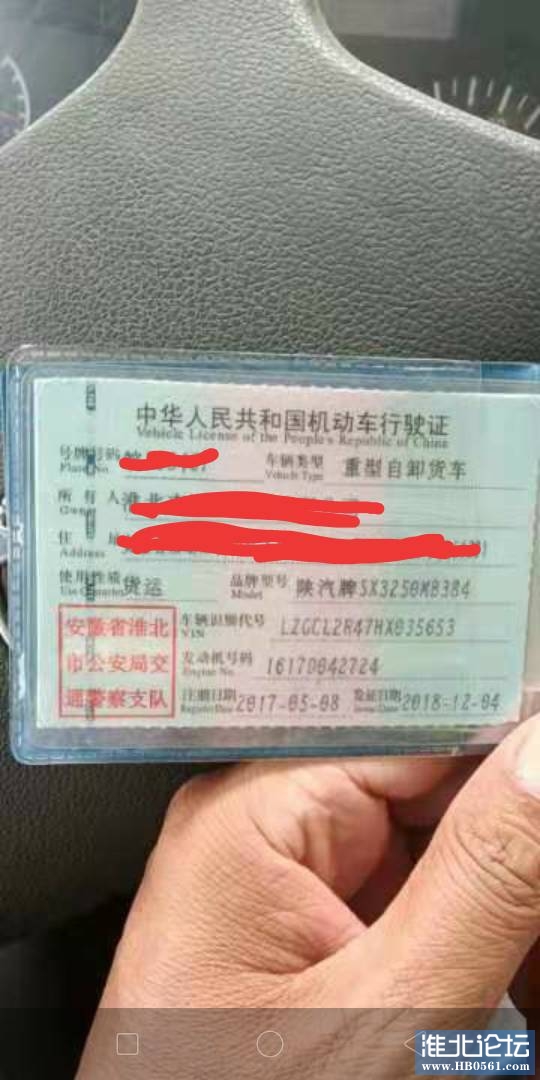 中华人民共和国机动车行驶证
Vehicle License of the People's Republic of China
号牌号码
Plate No
车辆类型 重型自卸货车
Vehicle Type
所有人 淮北
Owner
住 址
Address
使用性质 货运 品牌型号 陕汽牌SX3250MB384
Use Character Model
安徽省淮北 车辆识别代号 LZGCL2R47HX035653
VIN
市公安局交 发动机号码 16170042724
Engine No
通警察支队 注册日期 2017-05-08 发证日期 2018-12-04
Register Date Issue Date
淮北论坛
WWW.HB0561.COM